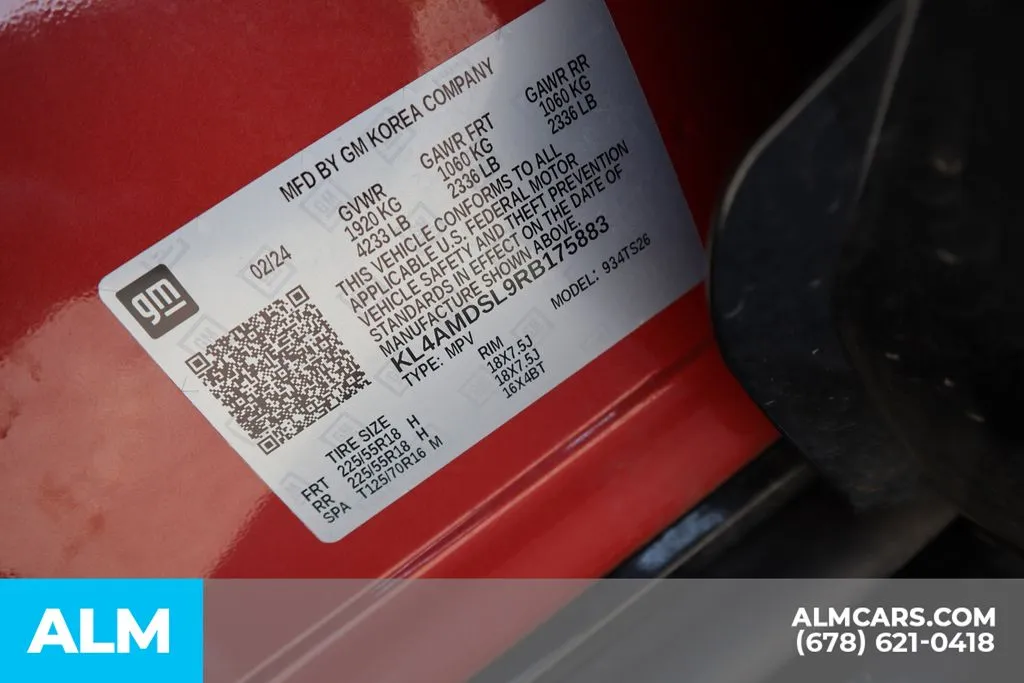 MFD BY GM KOREA COMPANY
02/24
GVWR GAWR FRT GAWR RR
1920 KG 1060 KG 1060 KG
4233 LB 2336 LB 2336 LB
THIS VEHICLE CONFORMS TO ALL
APPLICABLE U.S. FEDERAL MOTOR
VEHICLE SAFETY AND THEFT PREVENTION
STANDARDS IN EFFECT ON THE DATE OF
MANUFACTURE SHOWN ABOVE.
KL4AMDSL9RB175883
TYPE: MPV MODEL: 934TS26
gm
TIRE SIZE RIM
FRT 225/55R18 H 18X7.5J
RR 225/55R18 H 18X7.5J
SPA T125/70R16 M 16X4BT
ALM
ALMCARS.COM
(678) 621-0418